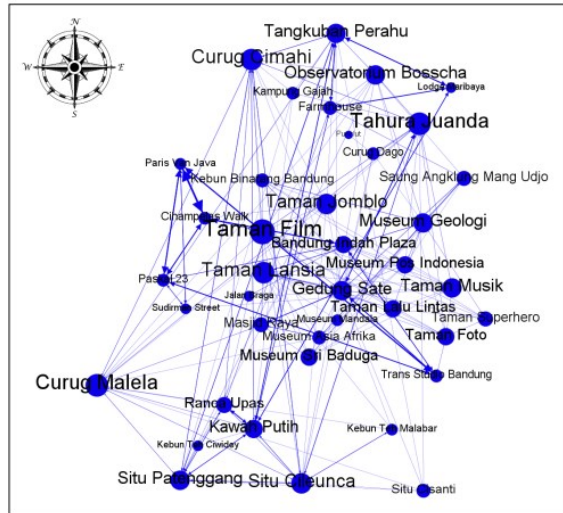 N
W
E
S
Tangkuban Perahu
Curug Cimahi
Observatorium Bosscha
Kampung Gajah
Lodge Maribaya
Farmhouse
Tahura Juanda
Curug Dago
Paris Van Java
Kebun Binatang Bandung
Saung Angklung Mang Udjo
Taman Jomblo
Cihampelas Walk
Museum Geologi
Taman Film
Bandung Indah Plaza
Museum Pos Indonesia
Taman Lansia
Paskal 23
Gedung Sate
Taman Musik
Jalan Braga
Sudirman Street
Taman Lalu Lintas
Museum Mandala
Taman Superhero
Masjid Raya
Museum Asia Afrika
Taman Foto
Museum Sri Baduga
Trans Studio Bandung
Curug Malela
Ranca Upas
Kawah Putih
Kebun Teh Malabar
Kebun Teh Ciwidey
Situ Patenggang
Situ Cileunca
Situ Cisanti